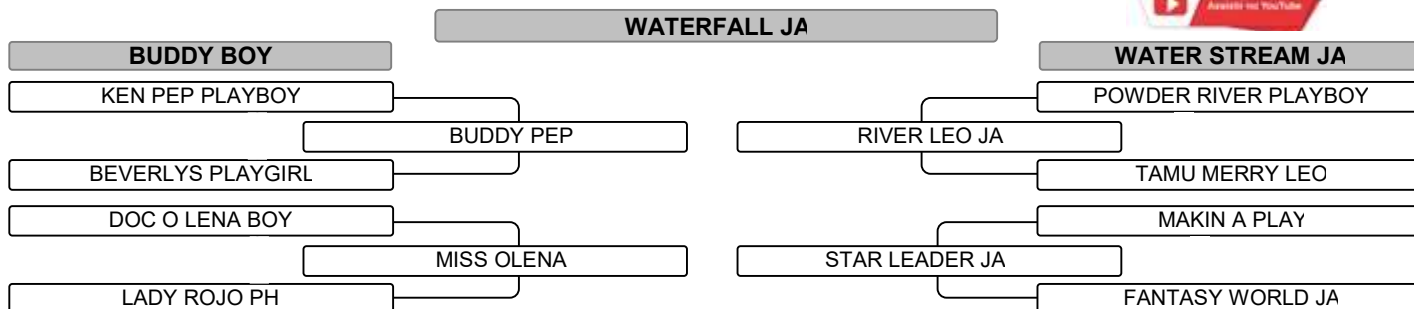 WATERFALL JA
BUDDY BOY
WATER STREAM JA
KEN PEP PLAYBOY
POWDER RIVER PLAYBOY
BUDDY PEP
RIVER LEO JA
BEVERLYS PLAYGIRL
TAMU MERRY LEO
DOC O LENA BOY
MAKIN A PLAY
MISS OLENA
STAR LEADER JA
LADY ROJO PH
FANTASY WORLD JA